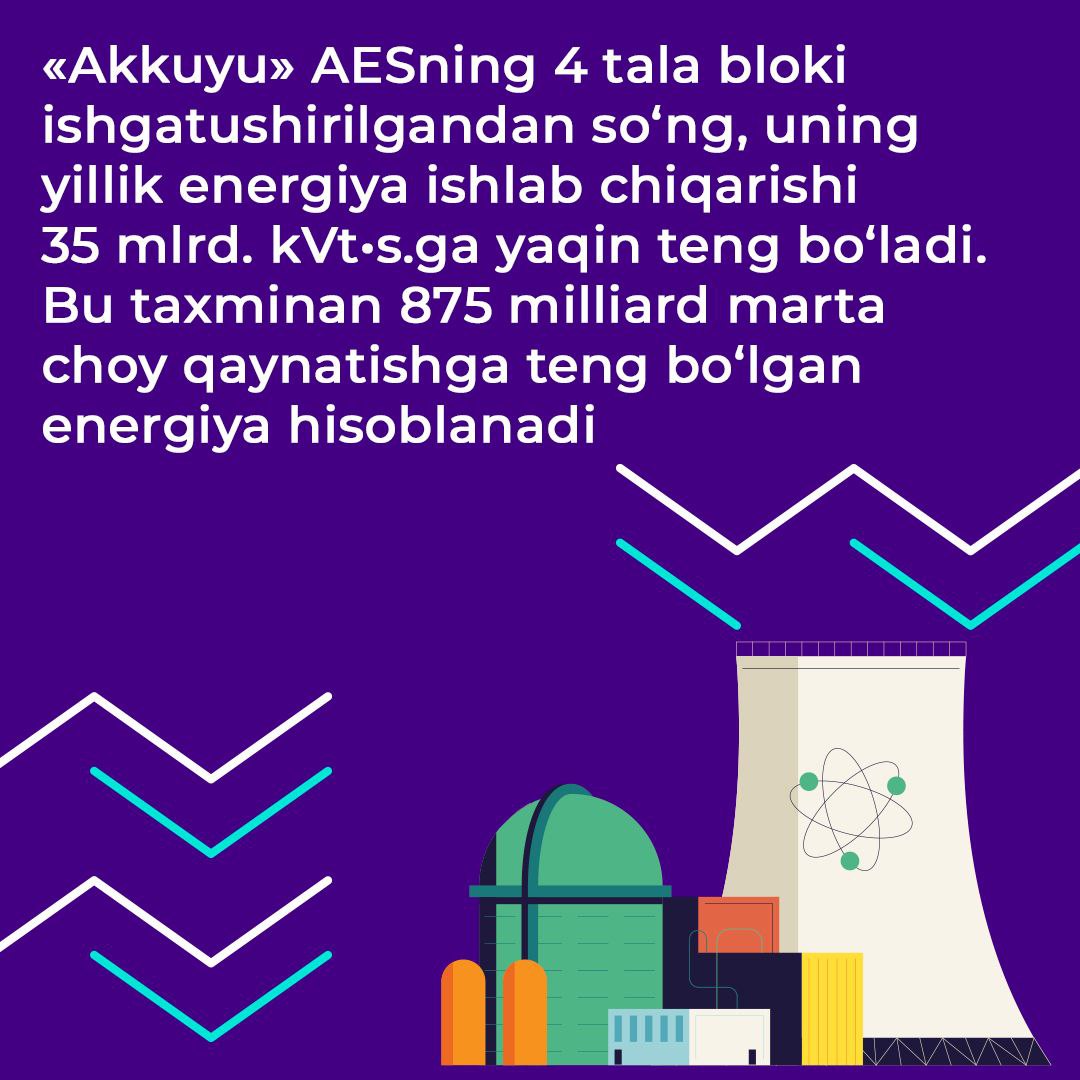 «Akkuyu» AESning 4 tala bloki
ishgatushirilgandan so‘ng, uning
yillik energiya ishlab chiqarishi
35 mlrd. kVt•s.ga yaqin teng bo‘ladi.
Bu taxminan 875 milliard marta
choy qaynatishga teng bo‘lgan
energiya hisoblanadi